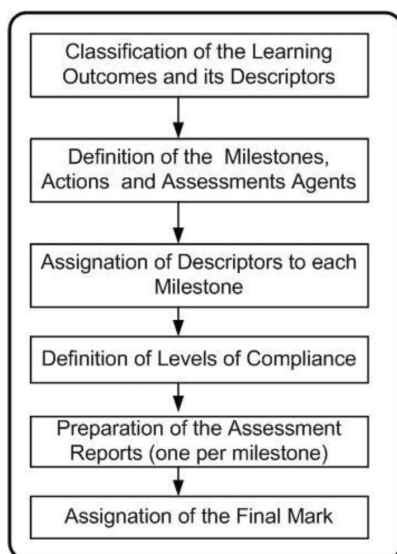 Classification of the Learning
Outcomes and its Descriptors
Definition of the Milestones,
Actions and Assessments Agents
Assignation of Descriptors to each
Milestone
Definition of Levels of Compliance
Preparation of the Assessment
Reports (one per milestone)
Assignation of the Final Mark